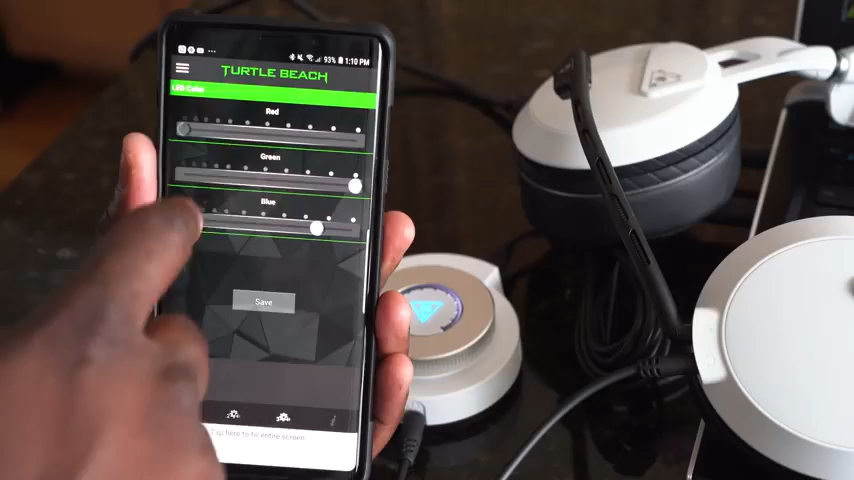 93% 1:10 PM
TURTLE BEACH
LED Color
Red
Green
Blue
Save
Tap here to fill entire screen